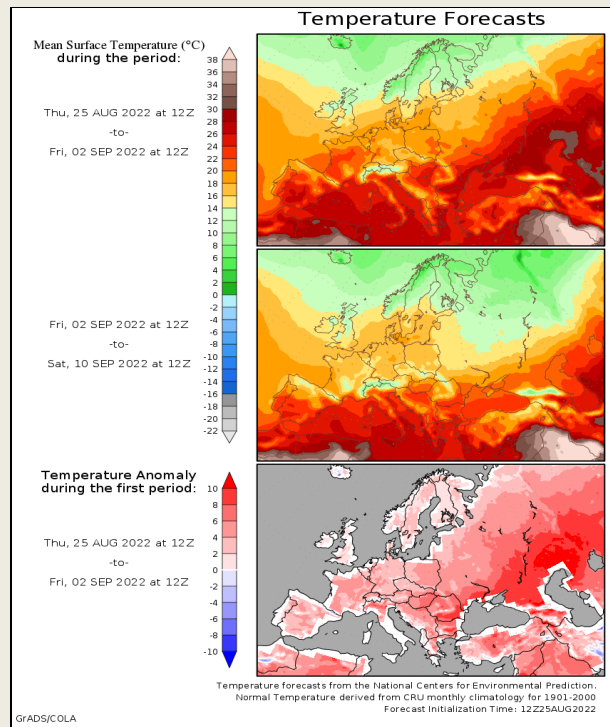 Temperature Forecasts
Mean Surface Temperature (°C)
during the period:
Thu, 25 AUG 2022 at 12Z
-to-
Fri, 02 SEP 2022 at 12Z
38
36
34
32
30
28
26
24
22
20
18
16
14
12
10
8
6
4
2
0
-2
-4
-6
-8
-10
-12
-14
-16
-18
-20
-22
Fri, 02 SEP 2022 at 12Z
-to-
Sat, 10 SEP 2022 at 12Z
Temperature Anomaly
during the first period:
Thu, 25 AUG 2022 at 12Z
-to-
Fri, 02 SEP 2022 at 12Z
10
8
6
4
2
0
-2
-4
-6
-8
-10
Temperature forecasts from the National Centers for Environmental Prediction.
Normal Temperature derived from CRU monthly climatology for 1901-2000
Forecast Initialization Time: 12Z25AUG2022
GrADS/COLA